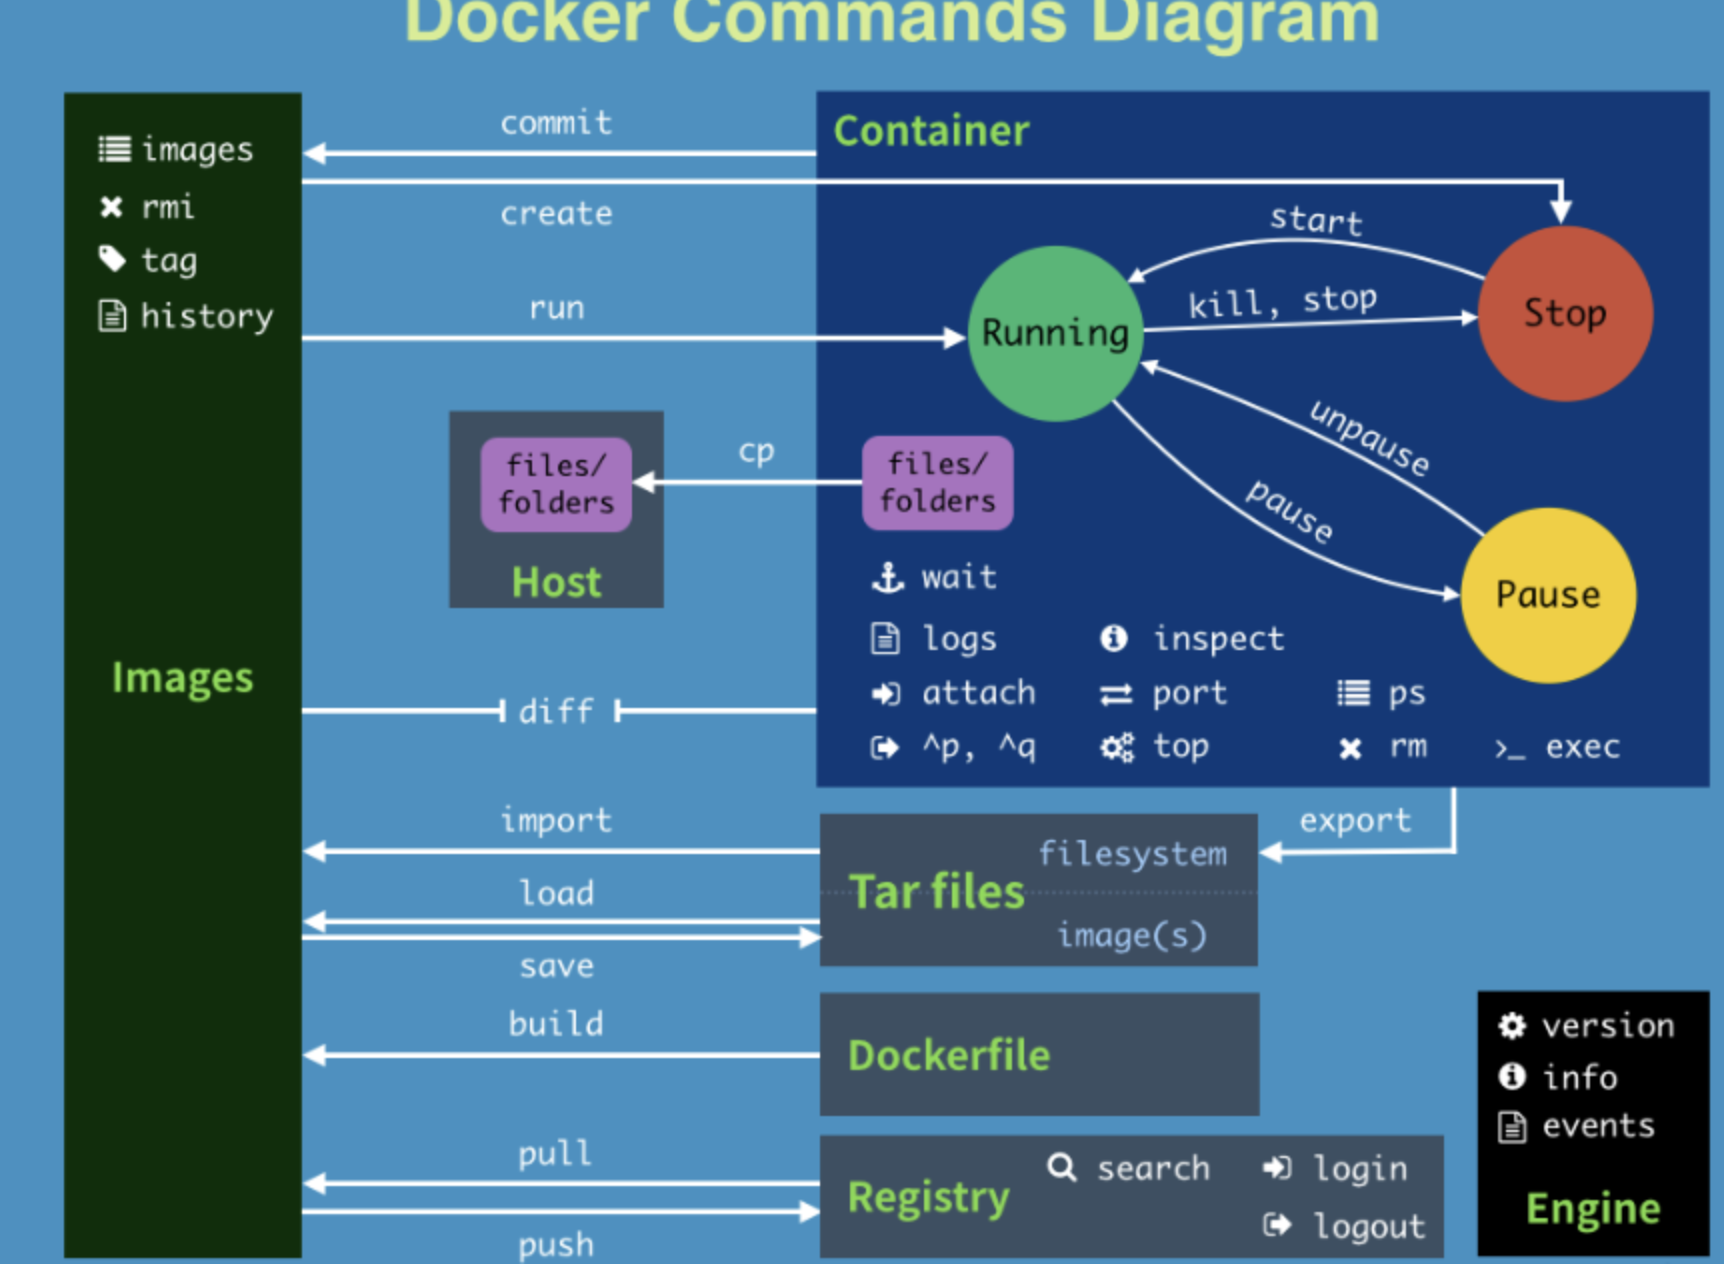 Docker Commands Diagram
images
rmi
tag
history
Images
commit
create
run
Container
start
kill, stop
Running
Stop
unpause
pause
Pause
files/
folders
Host
cp
files/
folders
wait
logs
inspect
attach
port
ps
^p, ^q
top
rm
>_ exec
diff
import
export
filesystem
Tar files
load
image(s)
save
build
Dockerfile
pull
push
Registry
search
login
logout
version
info
events
Engine